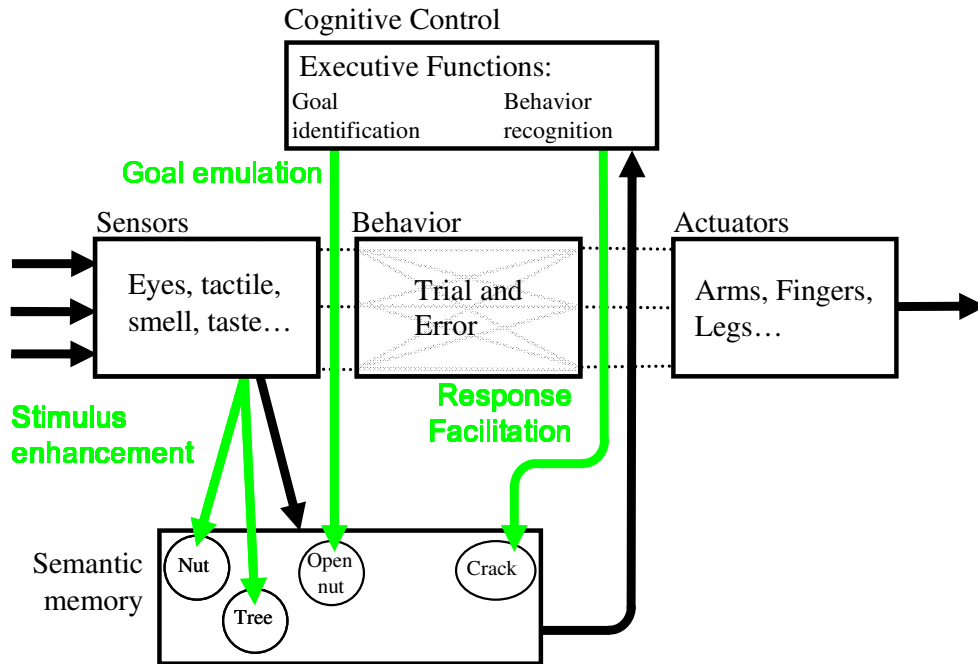 Cognitive Control
Executive Functions:
Goal
identification
Behavior
recognition
Goal emulation
Sensors
Behavior
Actuators
Eyes, tactile,
smell, taste…
Trial and
Error
Arms, Fingers,
Legs…
Stimulus
enhancement
Response
Facilitation
Semantic
memory
Nut
Tree
Open
nut
Crack